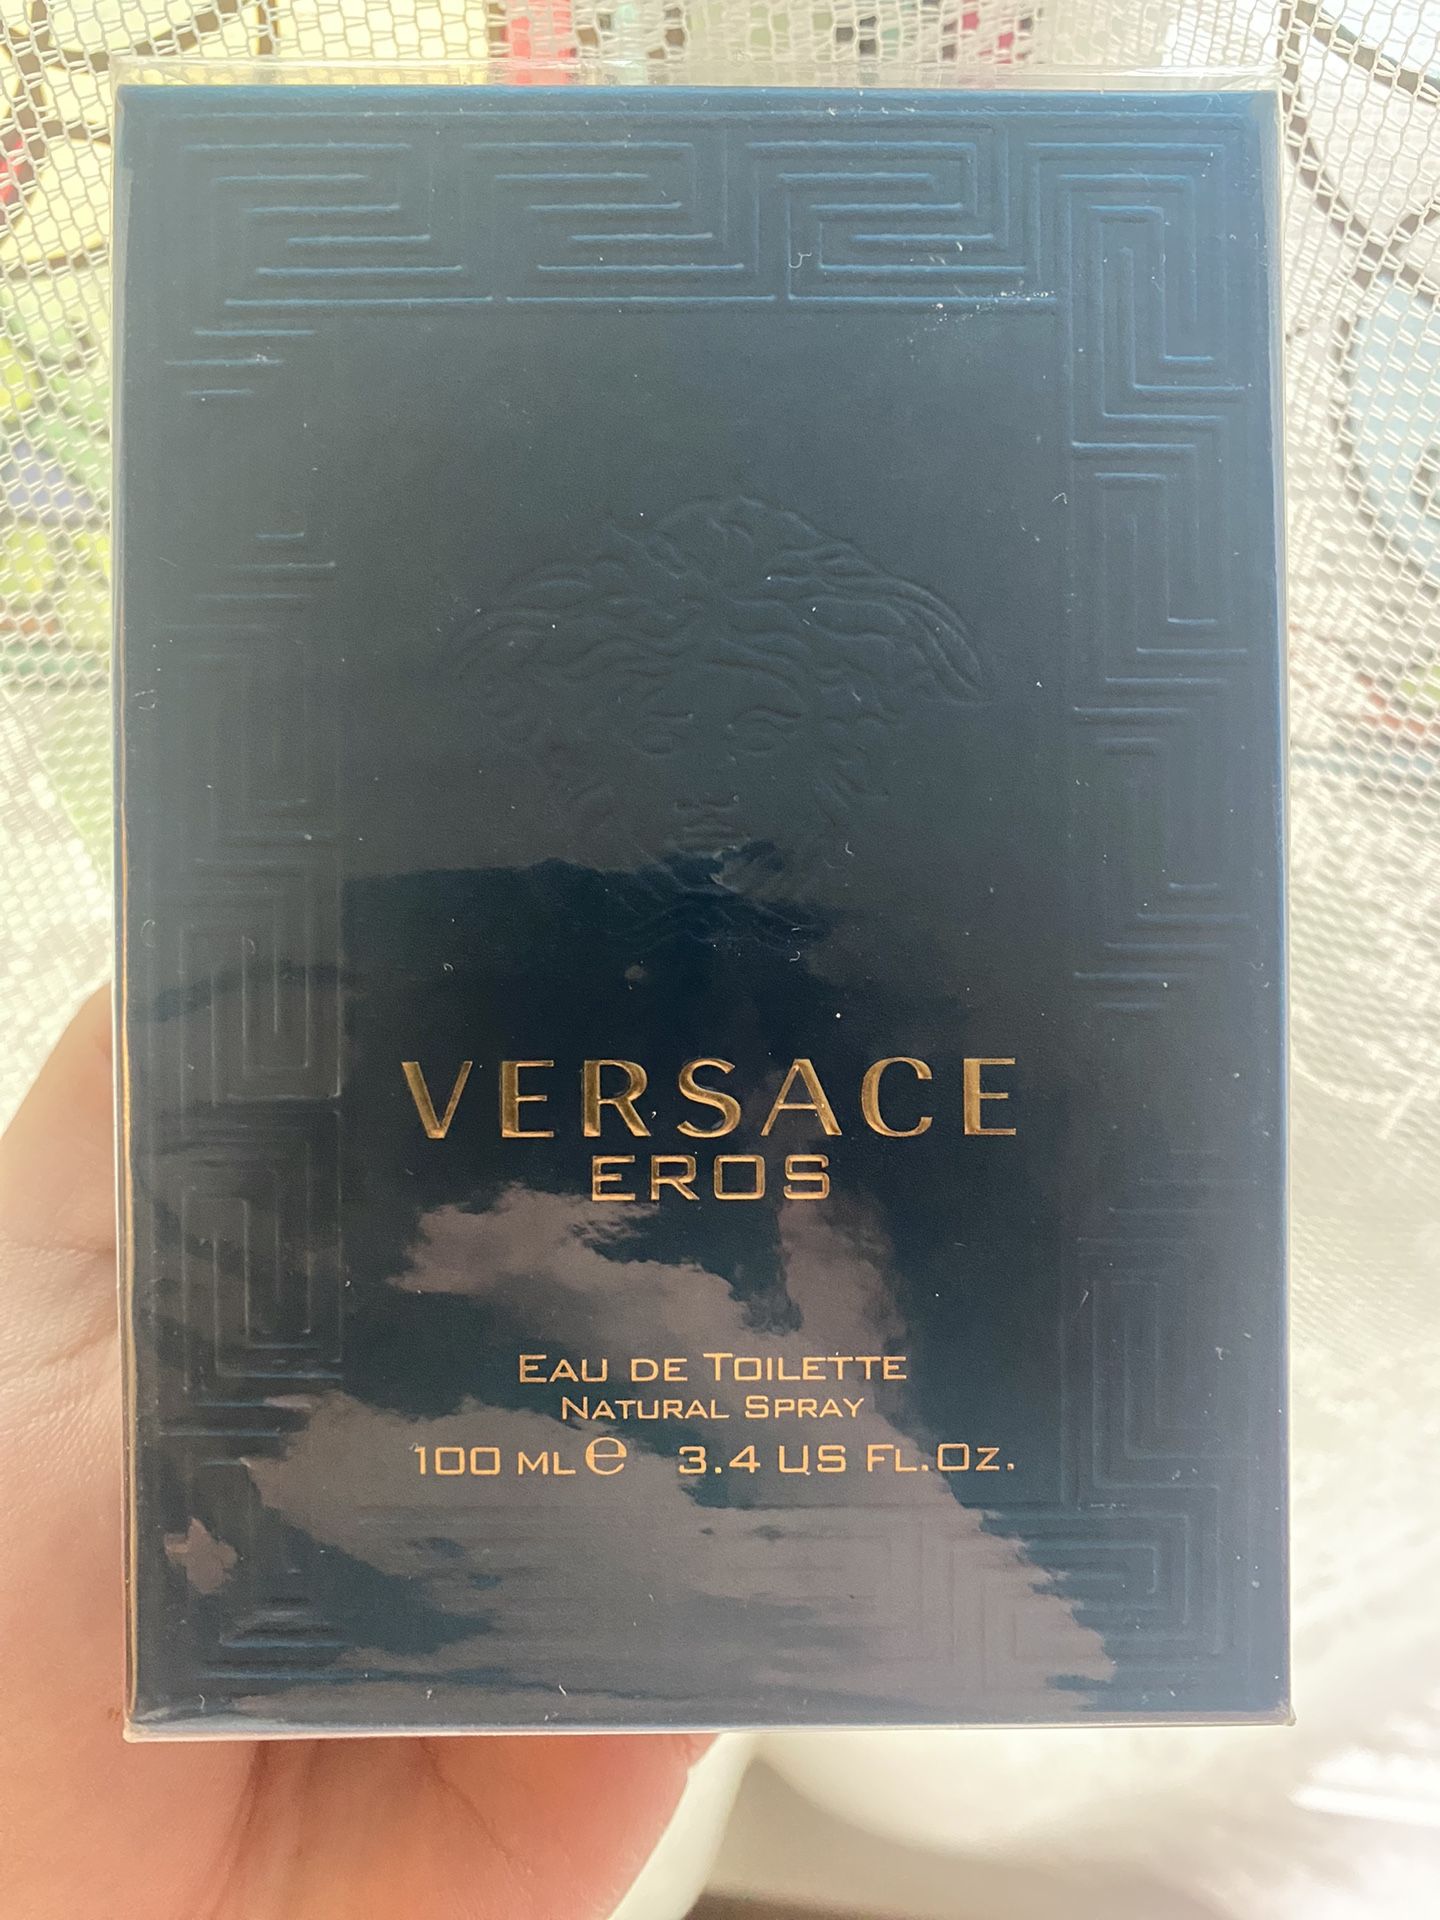 VERSACE
EROS
EAU DE TOILETTE
NATURAL SPRAY
100 ML e 3.4 US FL.OZ.